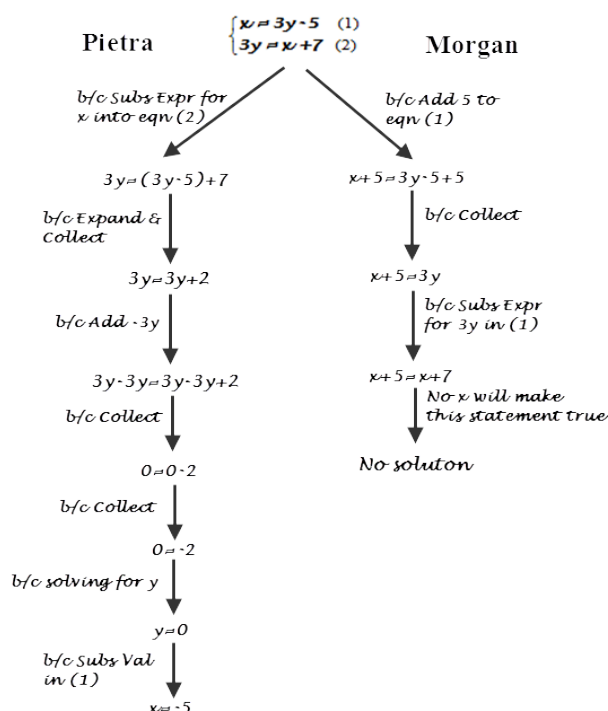 Pietra
x=3y-5 (1)
3y=x+7 (2)
Morgan
b/c Subs Expr for
x into eqn (2)
3y=(3y-5)+7
b/c Expand &
Collect
3y=3y+2
b/c Add -3y
3y-3y=3y-3y+2
b/c Collect
0=0-2
b/c Collect
0=-2
b/c solving for y
y=0
b/c Subs Val
in (1)
x=-5
b/c Add 5 to
eqn (1)
x+5=3y-5+5
b/c Collect
x+5=3y
b/c Subs Expr
for 3y in (1)
x+5=x+7
No x will make
this statement true
No soluton